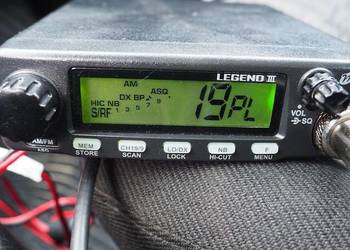 LEGEND III
AM
DX BP ASQ
HIC NB
S/RF 1 3 5 7 9
19PL
VOL
SQ
AM/FM
MEM CH19/9 LO/DX NB F
STORE SCAN LOCK HI-CUT MENU